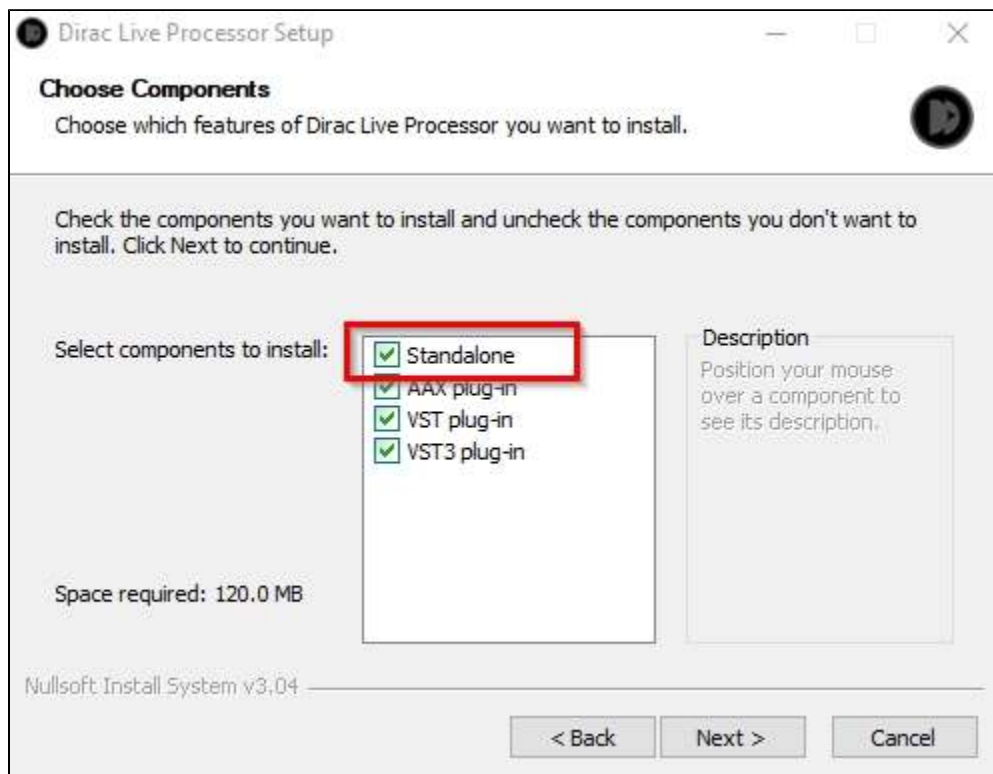 Dirac Live Processor Setup
Choose Components
Choose which features of Dirac Live Processor you want to install.
Check the components you want to install and uncheck the components you don't want to
install. Click Next to continue.
Select components to install:
Standalone
AAX plug-in
VST plug-in
VST3 plug-in
Description
Position your mouse
over a component to
see its description.
Space required: 120.0 MB
Nullsoft Install System v3.04
< Back
Next >
Cancel